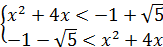 {x² + 4x < −1 + √5
−1 − √5 < x² + 4x